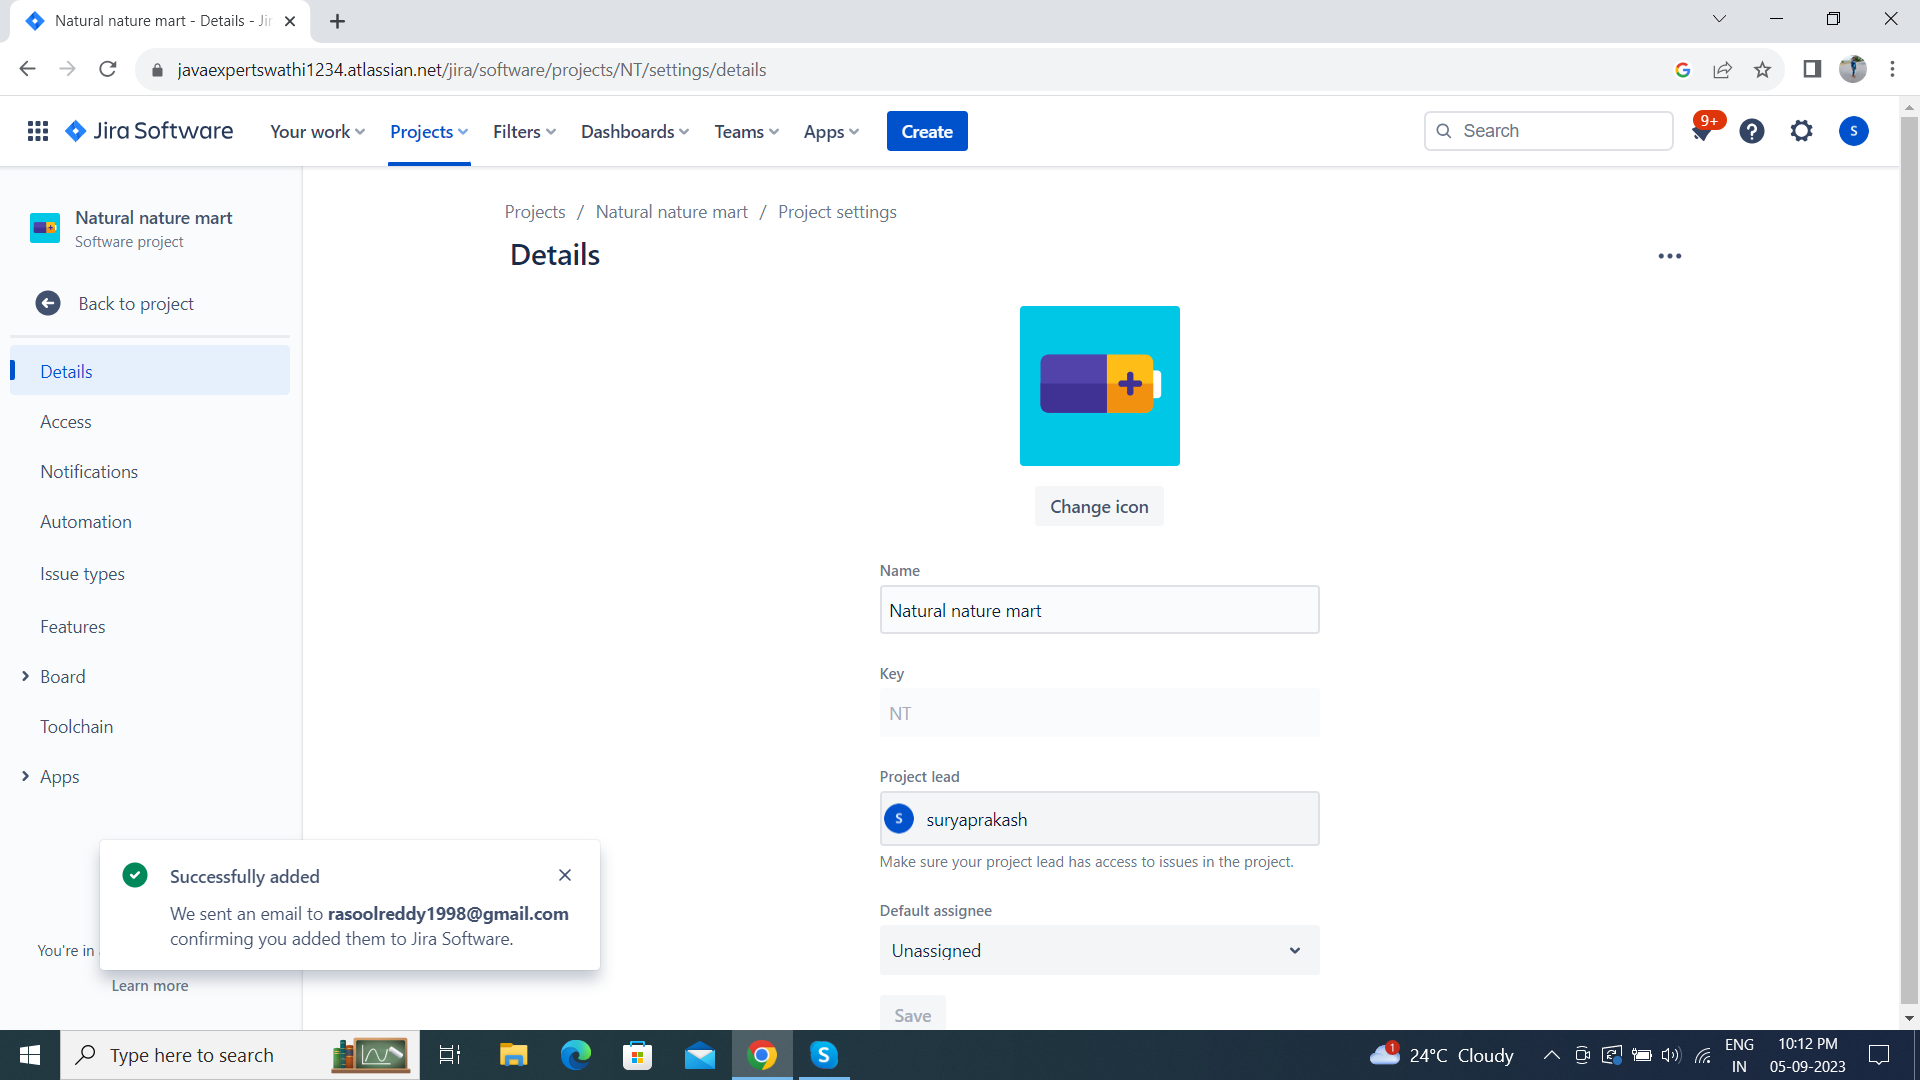 Natural nature mart - Details - Jir
javaexpertswathi1234.atlassian.net/jira/software/projects/NT/settings/details
Jira Software
Your work
Projects
Filters
Dashboards
Teams
Apps
Create
Search
9+
S
Natural nature mart
Software project
Back to project
Details
Access
Notifications
Automation
Issue types
Features
Board
Toolchain
Apps
You're in
Learn more
Successfully added
We sent an email to rasoolreddy1998@gmail.com
confirming you added them to Jira Software.
Projects / Natural nature mart / Project settings
Details
Change icon
Name
Natural nature mart
Key
NT
Project lead
S suryaprakash
Make sure your project lead has access to issues in the project.
Default assignee
Unassigned
Save
Type here to search
1
24°C Cloudy
ENG
IN
10:12 PM
05-09-2023